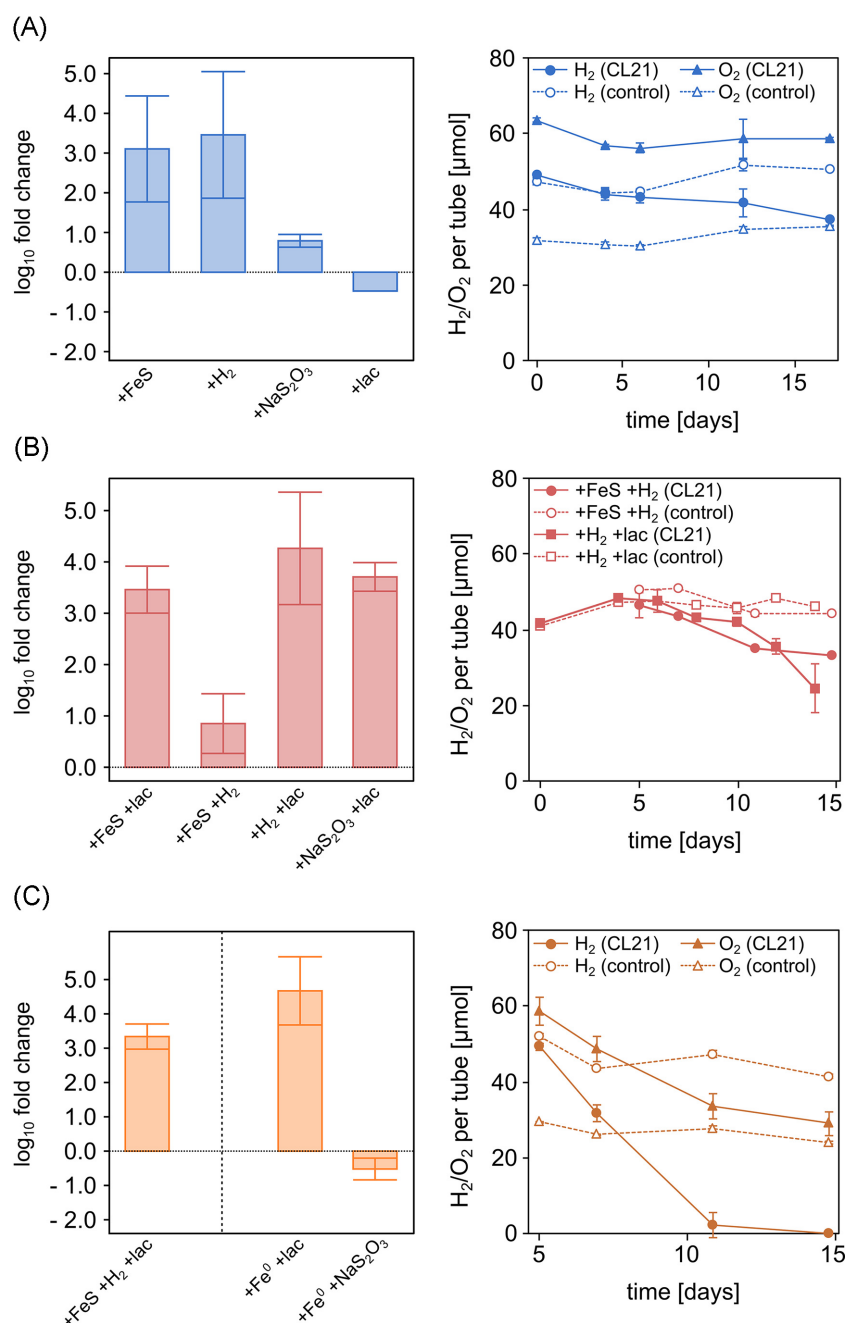 (A)
5.0
4.0
3.0
2.0
1.0
0.0
- 1.0
- 2.0
log₁₀ fold change
+FeS
+H₂
+NaS₂O₃
+lac
H₂ (CL21)
O₂ (CL21)
H₂ (control)
O₂ (control)
80
60
40
20
0
H₂/O₂ per tube [µmol]
0
5
10
15
time [days]
(B)
5.0
4.0
3.0
2.0
1.0
0.0
log₁₀ fold change
+FeS +lac
+FeS +H₂
+H₂ +lac
+NaS₂O₃ +lac
+FeS +H₂ (CL21)
+FeS +H₂ (control)
+H₂ +lac (CL21)
+H₂ +lac (control)
80
60
40
20
0
H₂/O₂ per tube [µmol]
0
5
10
15
time [days]
(C)
5.0
4.0
3.0
2.0
1.0
0.0
- 1.0
- 2.0
log₁₀ fold change
+FeS +H₂ +lac
+Fe⁰ +lac
+Fe⁰ +NaS₂O₃
H₂ (CL21)
O₂ (CL21)
H₂ (control)
O₂ (control)
80
60
40
20
0
H₂/O₂ per tube [µmol]
5
10
15
time [days]